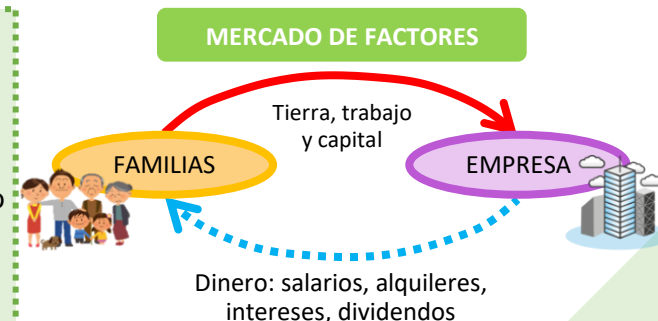 MERCADO DE FACTORES
Tierra, trabajo
y capital
FAMILIAS
EMPRESA
Dinero: salarios, alquileres,
intereses, dividendos